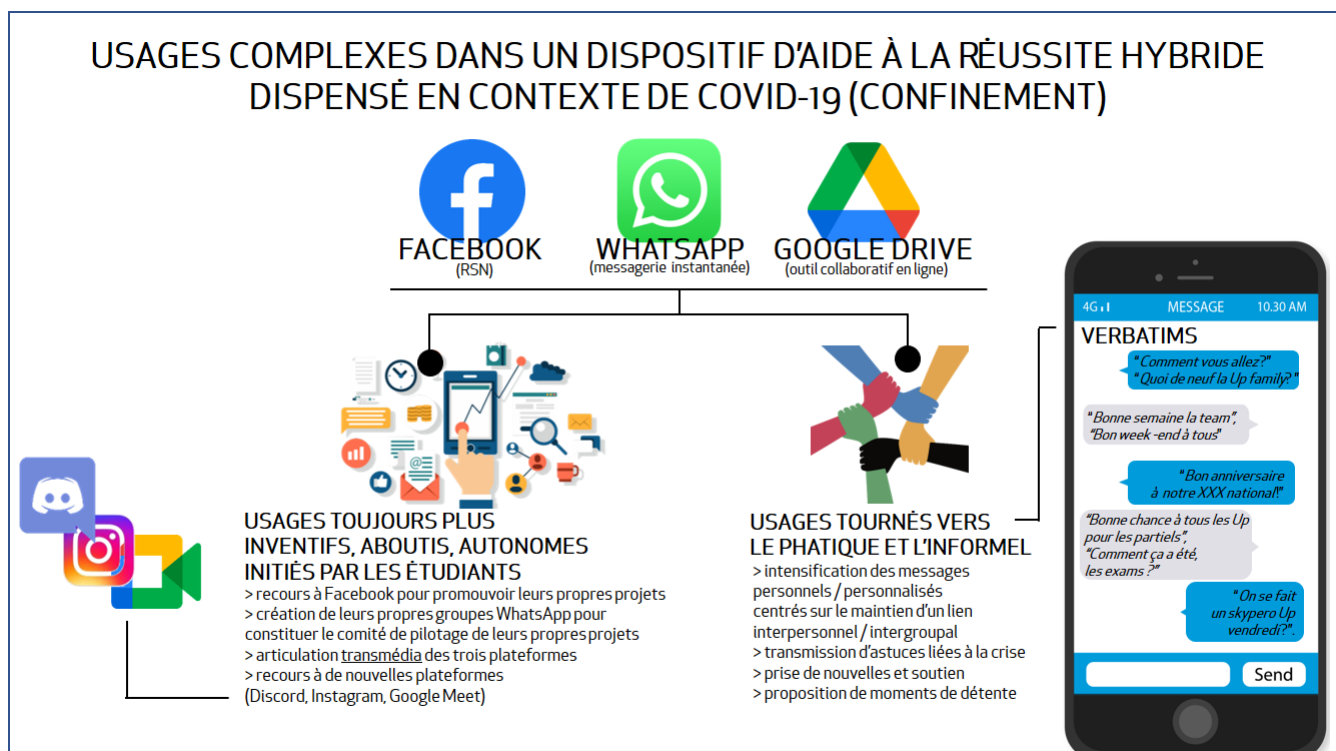 USAGES COMPLEXES DANS UN DISPOSITIF D'AIDE À LA RÉUSSITE HYBRIDE
DISPENSÉ EN CONTEXTE DE COVID-19 (CONFINEMENT)
FACEBOOK
(RSN)
WHATSAPP
(messagerie instantanée)
GOOGLE DRIVE
(outil collaboratif en ligne)
USAGES TOUJOURS PLUS
INVENTIFS, ABOUTIS, AUTONOMES
INITIÉS PAR LES ÉTUDIANTS
> recours à Facebook pour promouvoir leurs propres projets
> création de leurs propres groupes WhatsApp pour
constituer le comité de pilotage de leurs propres projets
> articulation transmédia des trois plateformes
> recours à de nouvelles plateformes
(Discord, Instagram, Google Meet)
USAGES TOURNÉS VERS
LE PHATIQUE ET L'INFORMEL
> intensification des messages
personnels / personnalisés
centrés sur le maintien d'un lien
interpersonnel / intergroupal
> transmission d'astuces liées à la crise
> prise de nouvelles et soutien
> proposition de moments de détente
4G MESSAGE 10.30 AM
VERBATIMS
"Comment vous allez?"
"Quoi de neuf la Up family?"
"Bonne semaine la team",
"Bon week -end à tous"
"Bon anniversaire
à notre XXX national!"
"Bonne chance à tous les Up
pour les partiels",
"Comment ça a été,
les exams ?"
"On se fait
un skypero Up
vendredi?".
Send